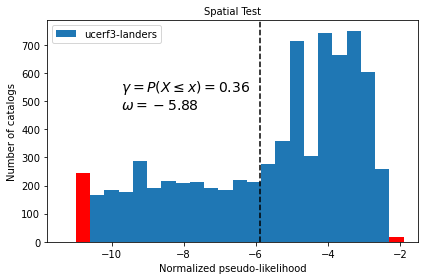 Spatial Test
ucerf3-landers
γ = P(X ≤ x) = 0.36
ω = − 5.88
Number of catalogs
700
600
500
400
300
200
100
0
−10
−8
−6
−4
−2
Normalized pseudo-likelihood